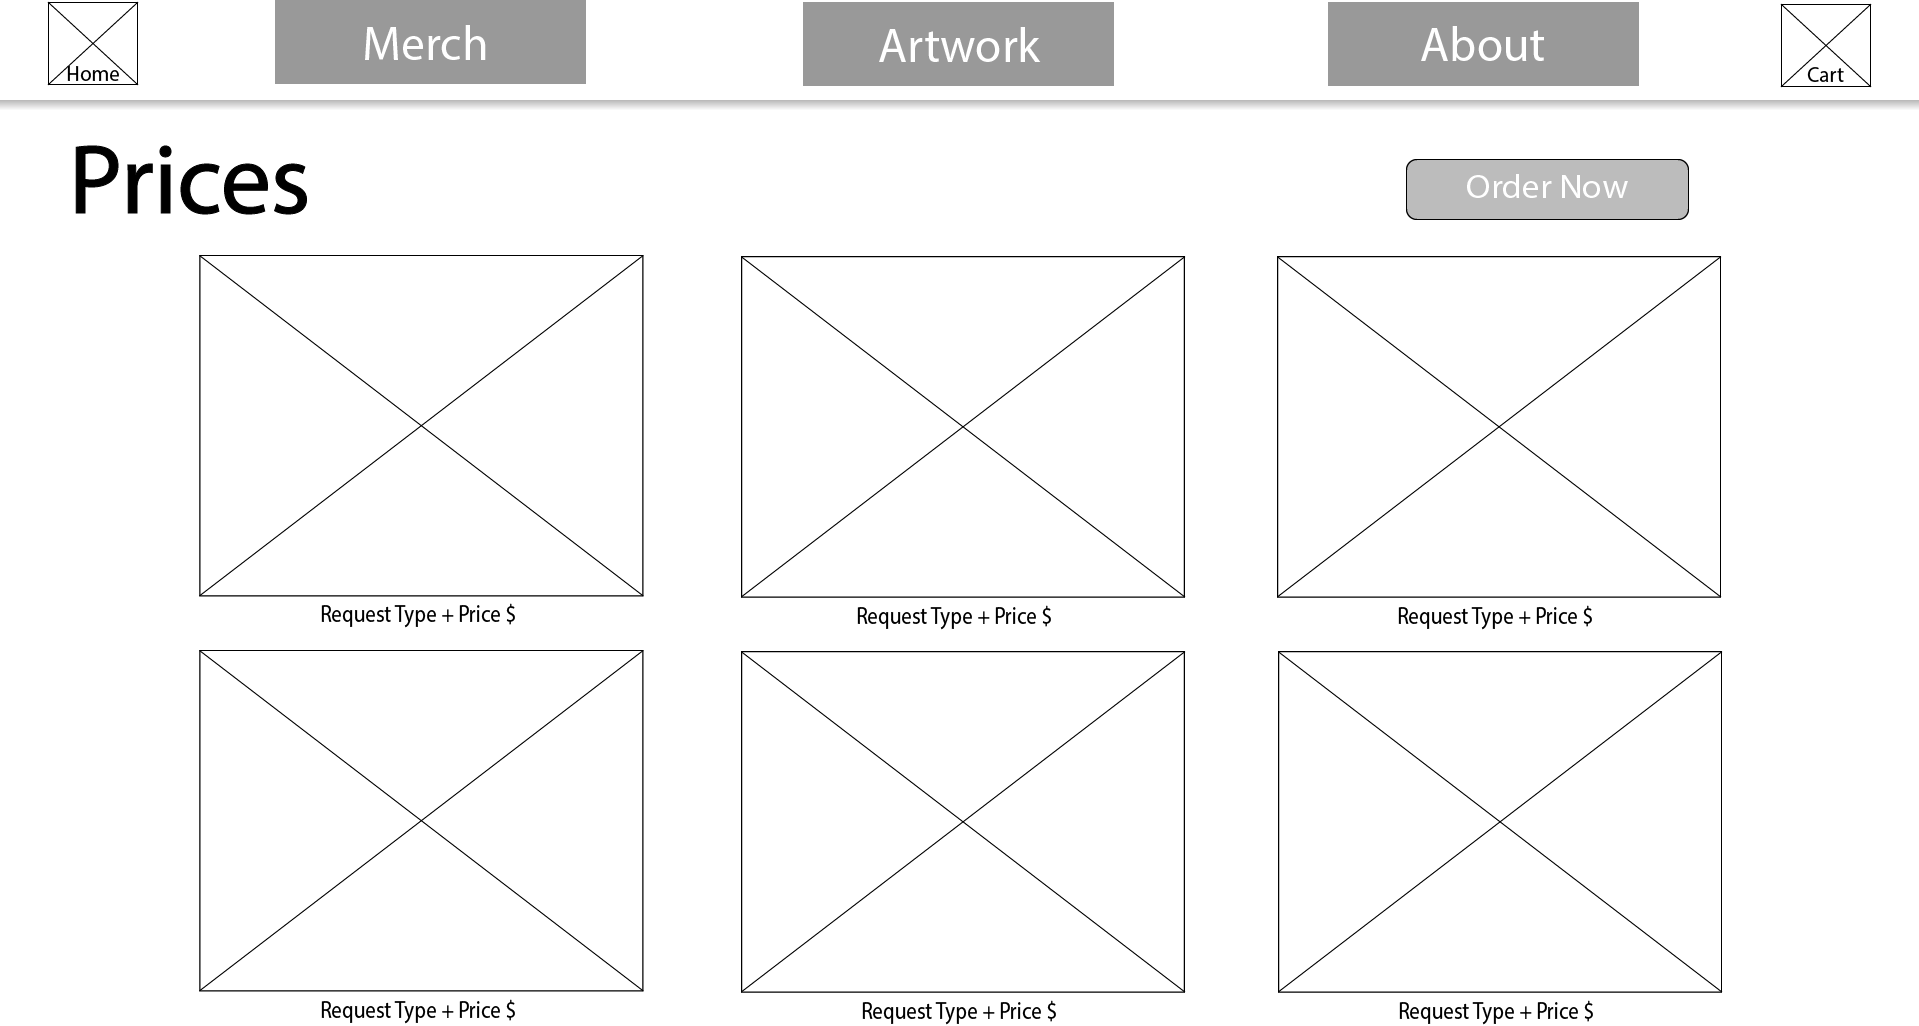 Home
Merch
Artwork
About
Cart
Prices
Order Now
Request Type + Price $
Request Type + Price $
Request Type + Price $
Request Type + Price $
Request Type + Price $
Request Type + Price $